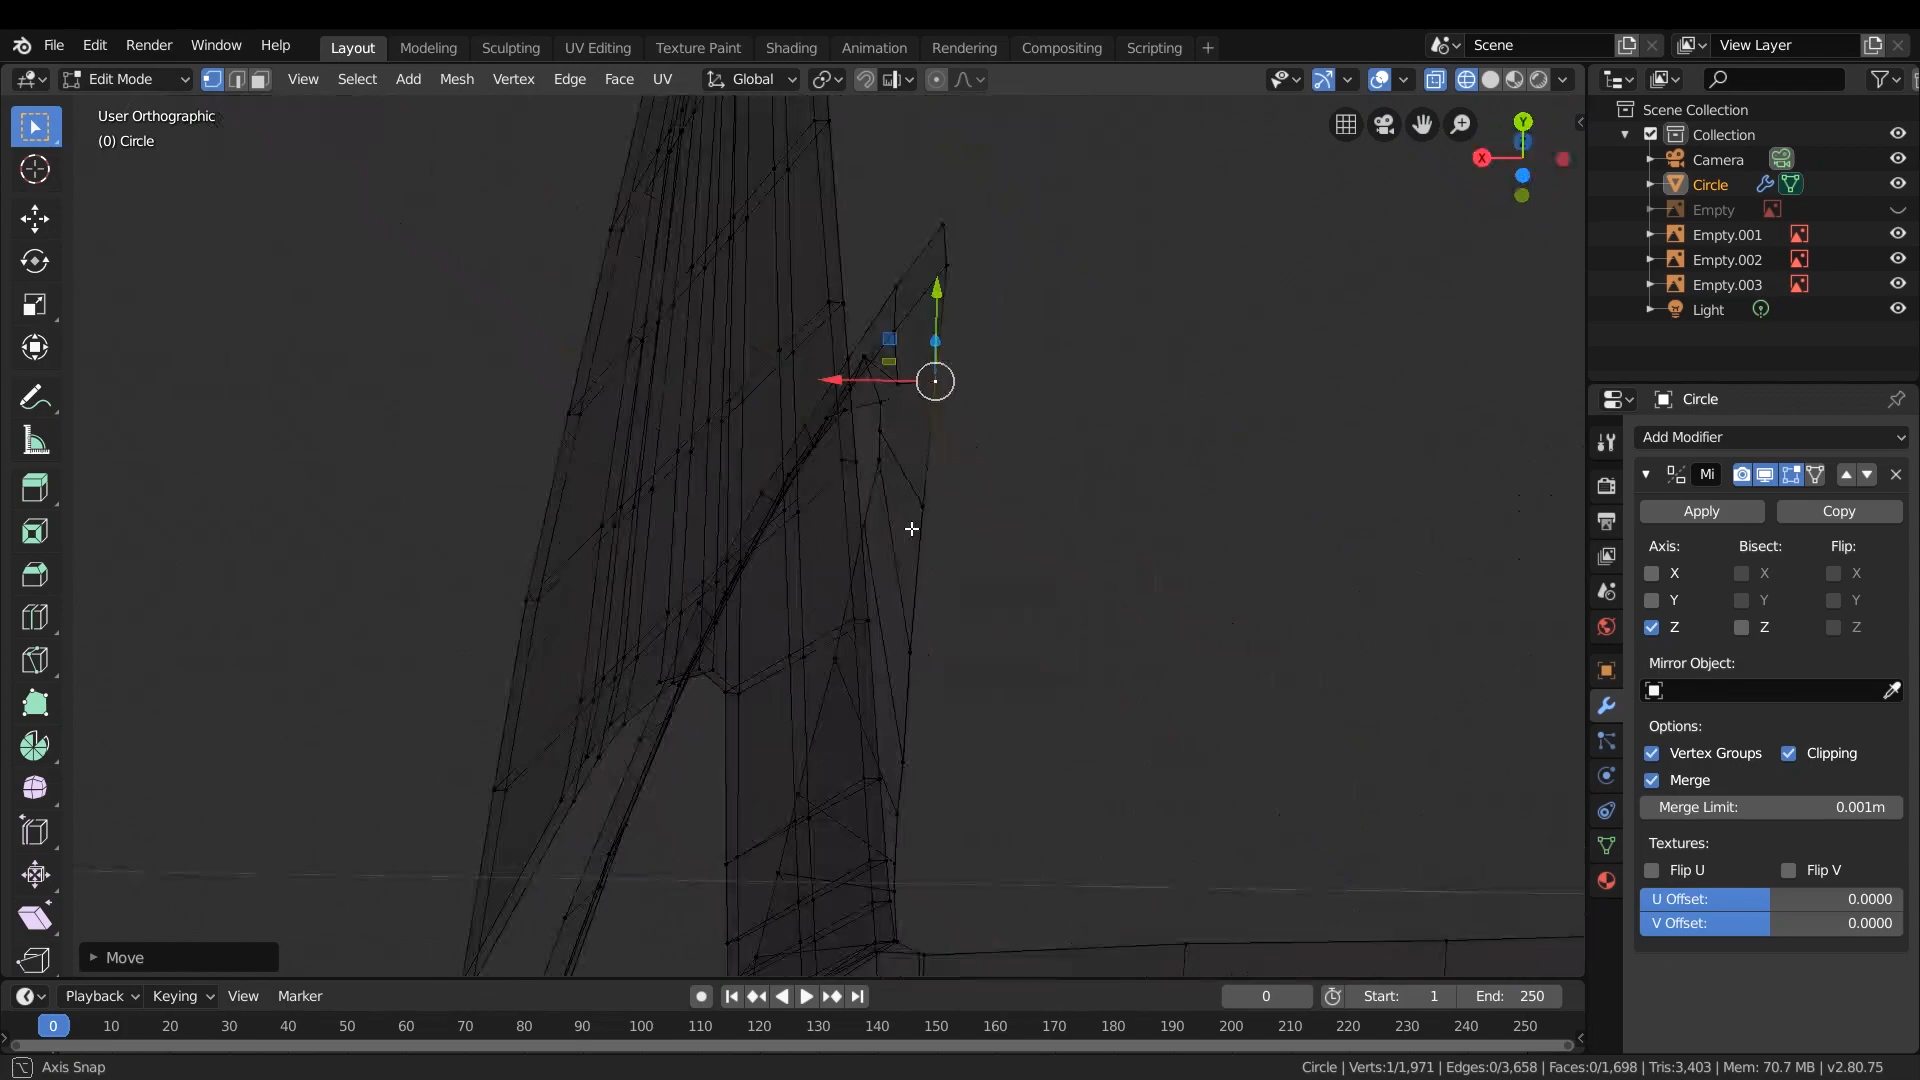 File Edit Render Window Help Layout Modeling Sculpting UV Editing Texture Paint Shading Animation Rendering Compositing Scripting + Scene View Layer
Edit Mode View Select Add Mesh Vertex Edge Face UV Global
User Orthographic
(0) Circle
Y
X
Scene Collection
Collection
Camera
Circle
Empty
Empty.001
Empty.002
Empty.003
Light
Circle
Add Modifier
Mi
Apply Copy
Axis: Bisect: Flip:
X X X
Y Y Y
Z Z Z
Mirror Object:
Options:
Vertex Groups Clipping
Merge
Merge Limit: 0.001m
Textures:
Flip U Flip V
U Offset: 0.0000
V Offset: 0.0000
Move
Playback Keying View Marker 0 Start: 1 End: 250
0 10 20 30 40 50 60 70 80 90 100 110 120 130 140 150 160 170 180 190 200 210 220 230 240 250
Axis Snap Circle | Verts:1/1,971 | Edges:0/3,658 | Faces:0/1,698 | Tris:3,403 | Mem: 70.7 MB | v2.80.75